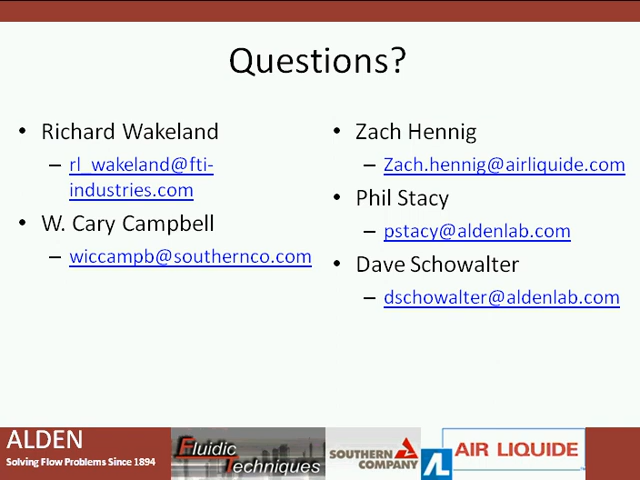 Questions?
• Richard Wakeland
– rl_wakeland@fti-
industries.com
• W. Cary Campbell
– wiccampb@southernco.com
• Zach Hennig
– Zach.hennig@airliquide.com
• Phil Stacy
– pstacy@aldenlab.com
• Dave Schowalter
– dschowalter@aldenlab.com
ALDEN
Solving Flow Problems Since 1894
Fluidic
Techniques
SOUTHERN
COMPANY
AL
AIR LIQUIDE